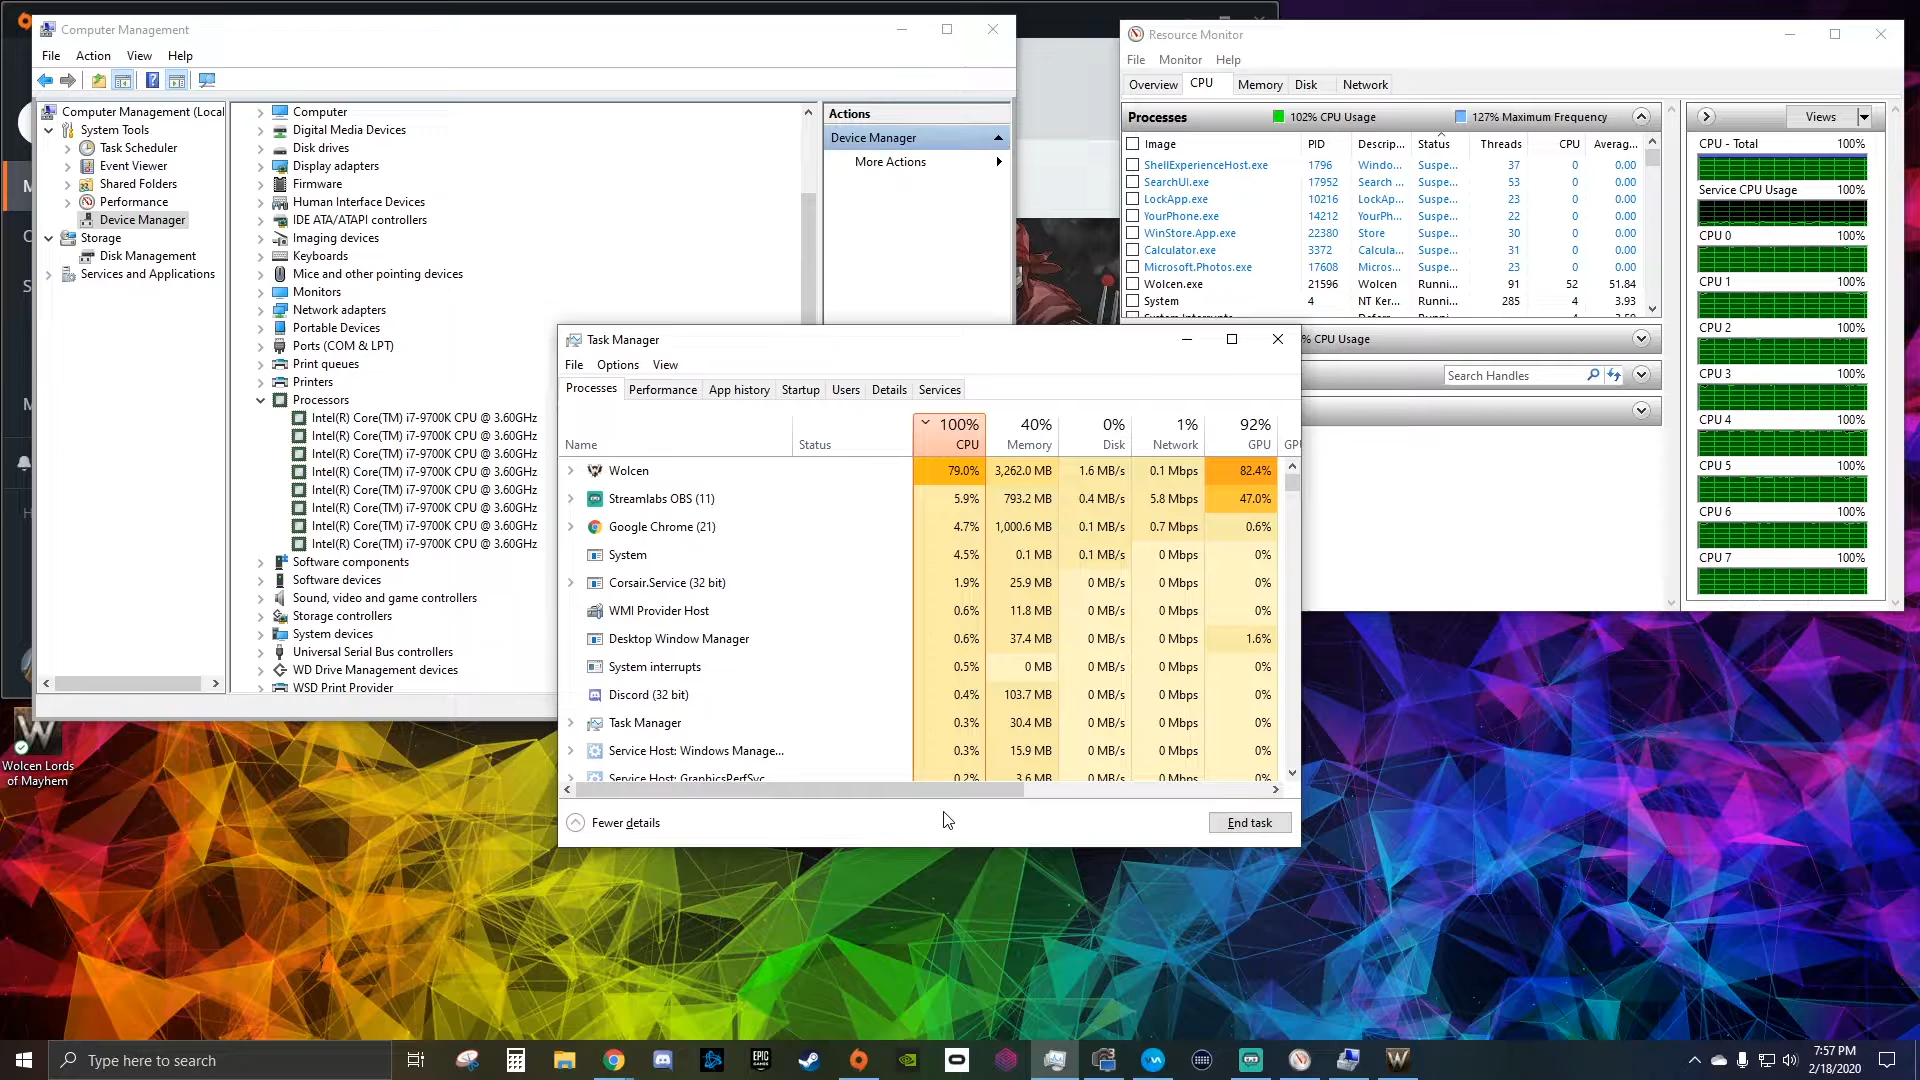 Computer Management
File Action View Help
Computer Management (Local
System Tools
Task Scheduler
Event Viewer
Shared Folders
Performance
Device Manager
Storage
Disk Management
Services and Applications
Computer
Digital Media Devices
Disk drives
Display adapters
Firmware
Human Interface Devices
IDE ATA/ATAPI controllers
Imaging devices
Keyboards
Mice and other pointing devices
Monitors
Network adapters
Portable Devices
Ports (COM & LPT)
Print queues
Printers
Processors
Intel(R) Core(TM) i7-9700K CPU @ 3.60GHz
Intel(R) Core(TM) i7-9700K CPU @ 3.60GHz
Intel(R) Core(TM) i7-9700K CPU @ 3.60GHz
Intel(R) Core(TM) i7-9700K CPU @ 3.60GHz
Intel(R) Core(TM) i7-9700K CPU @ 3.60GHz
Intel(R) Core(TM) i7-9700K CPU @ 3.60GHz
Intel(R) Core(TM) i7-9700K CPU @ 3.60GHz
Intel(R) Core(TM) i7-9700K CPU @ 3.60GHz
Software components
Software devices
Sound, video and game controllers
Storage controllers
System devices
Universal Serial Bus controllers
WD Drive Management devices
WSD Print Provider
Actions
Device Manager
More Actions
Resource Monitor
File Monitor Help
Overview CPU Memory Disk Network
Processes 102% CPU Usage 127% Maximum Frequency
Image PID Descrip... Status Threads CPU Averag...
ShellExperienceHost.exe 1796 Windo... Suspe... 37 0 0.00
SearchUI.exe 17952 Search ... Suspe... 53 0 0.00
LockApp.exe 10216 LockAp... Suspe... 23 0 0.00
YourPhone.exe 14212 YourPh... Suspe... 22 0 0.00
WinStore.App.exe 22380 Store Suspe... 30 0 0.00
Calculator.exe 3372 Calcula... Suspe... 31 0 0.00
Microsoft.Photos.exe 17608 Micros... Suspe... 23 0 0.00
Wolcen.exe 21596 Wolcen Runni... 91 52 51.84
System 4 NT Ker... Runni... 285 4 3.93
% CPU Usage
Search Handles
Views
CPU - Total 100%
Service CPU Usage 100%
CPU 0 100%
CPU 1 100%
CPU 2 100%
CPU 3 100%
CPU 4 100%
CPU 5 100%
CPU 6 100%
CPU 7 100%
Task Manager
File Options View
Processes Performance App history Startup Users Details Services
100% 40% 0% 1% 92%
Name Status CPU Memory Disk Network GPU GPU
Wolcen 79.0% 3,262.0 MB 1.6 MB/s 0.1 Mbps 82.4%
Streamlabs OBS (11) 5.9% 793.2 MB 0.4 MB/s 5.8 Mbps 47.0%
Google Chrome (21) 4.7% 1,000.6 MB 0.1 MB/s 0.7 Mbps 0.6%
System 4.5% 0.1 MB 0.1 MB/s 0 Mbps 0%
Corsair.Service (32 bit) 1.9% 25.9 MB 0 MB/s 0 Mbps 0%
WMI Provider Host 0.6% 11.8 MB 0 MB/s 0 Mbps 0%
Desktop Window Manager 0.6% 37.4 MB 0 MB/s 0 Mbps 1.6%
System interrupts 0.5% 0 MB 0 MB/s 0 Mbps 0%
Discord (32 bit) 0.4% 103.7 MB 0 MB/s 0 Mbps 0%
Task Manager 0.3% 30.4 MB 0 MB/s 0 Mbps 0%
Service Host: Windows Manage... 0.3% 15.9 MB 0 MB/s 0 Mbps 0%
Service Host: GraphicsPerfSvc 0.2% 3.6 MB 0 MB/s 0 Mbps 0%
Fewer details
End task
Wolcen Lords
of Mayhem
Type here to search
EPIC
GAMES
7:57 PM
2/18/2020